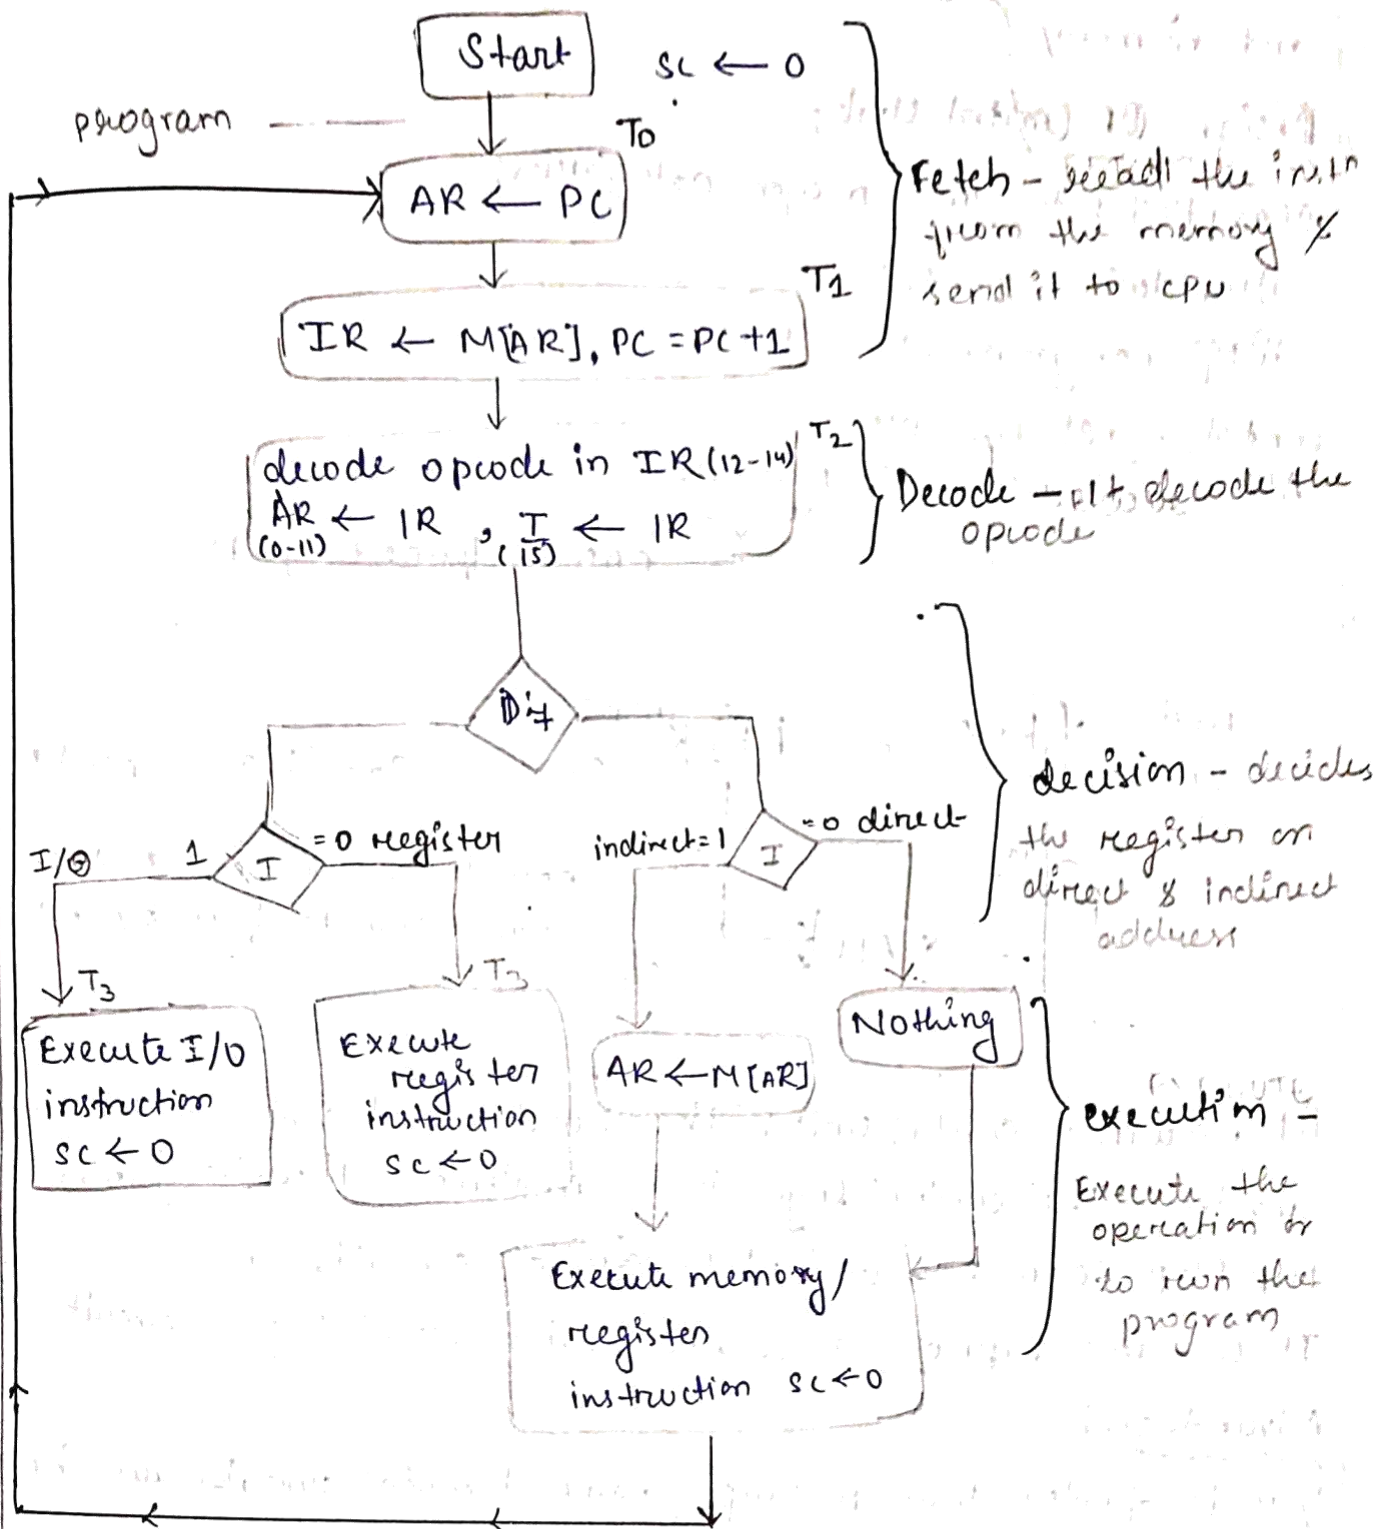 Start
SC ← 0
program
T0
AR ← PC
Fetch - read the instn
from the memory &
send it to CPU
T1
IR ← M[AR], PC = PC + 1
T2
decode opcode in IR(12-14)
AR ← IR , I ← IR
(0-11) (15)
Decode - It decode the
opcode
decision - decides
the register or
direct & indirect
address
I/O 1 I =0 register
indirect=1 I =0 direct
T3
T3
Execute I/O
instruction
SC ← 0
Execute
register
instruction
SC ← 0
AR ← M[AR]
Nothing
execution -
Execute the
operation or
to run the
program
Execute memory/
register
instruction SC ← 0